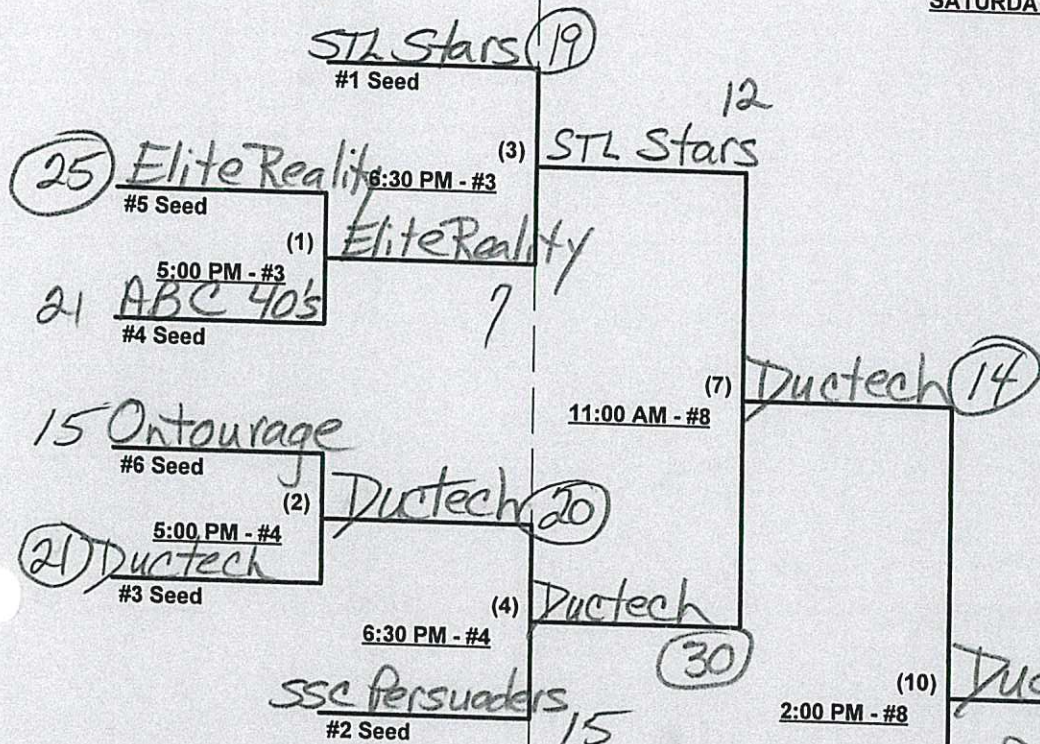 SATURDA
STL Stars 19
#1 Seed
12
(3) STL Stars
25 Elite Reality 6:30 PM - #3
#5 Seed
(1) Elite Reality
5:00 PM - #3
21 ABC 40's
7
#4 Seed
(7) Ductech 14
11:00 AM - #8
15 Ontourage
#6 Seed
(2) Ductech 20
5:00 PM - #4
21 Ductech
#3 Seed
(4) Ductech
6:30 PM - #4
30
SSC Persuaders
15
#2 Seed
(10) Duc
2:00 PM - #8